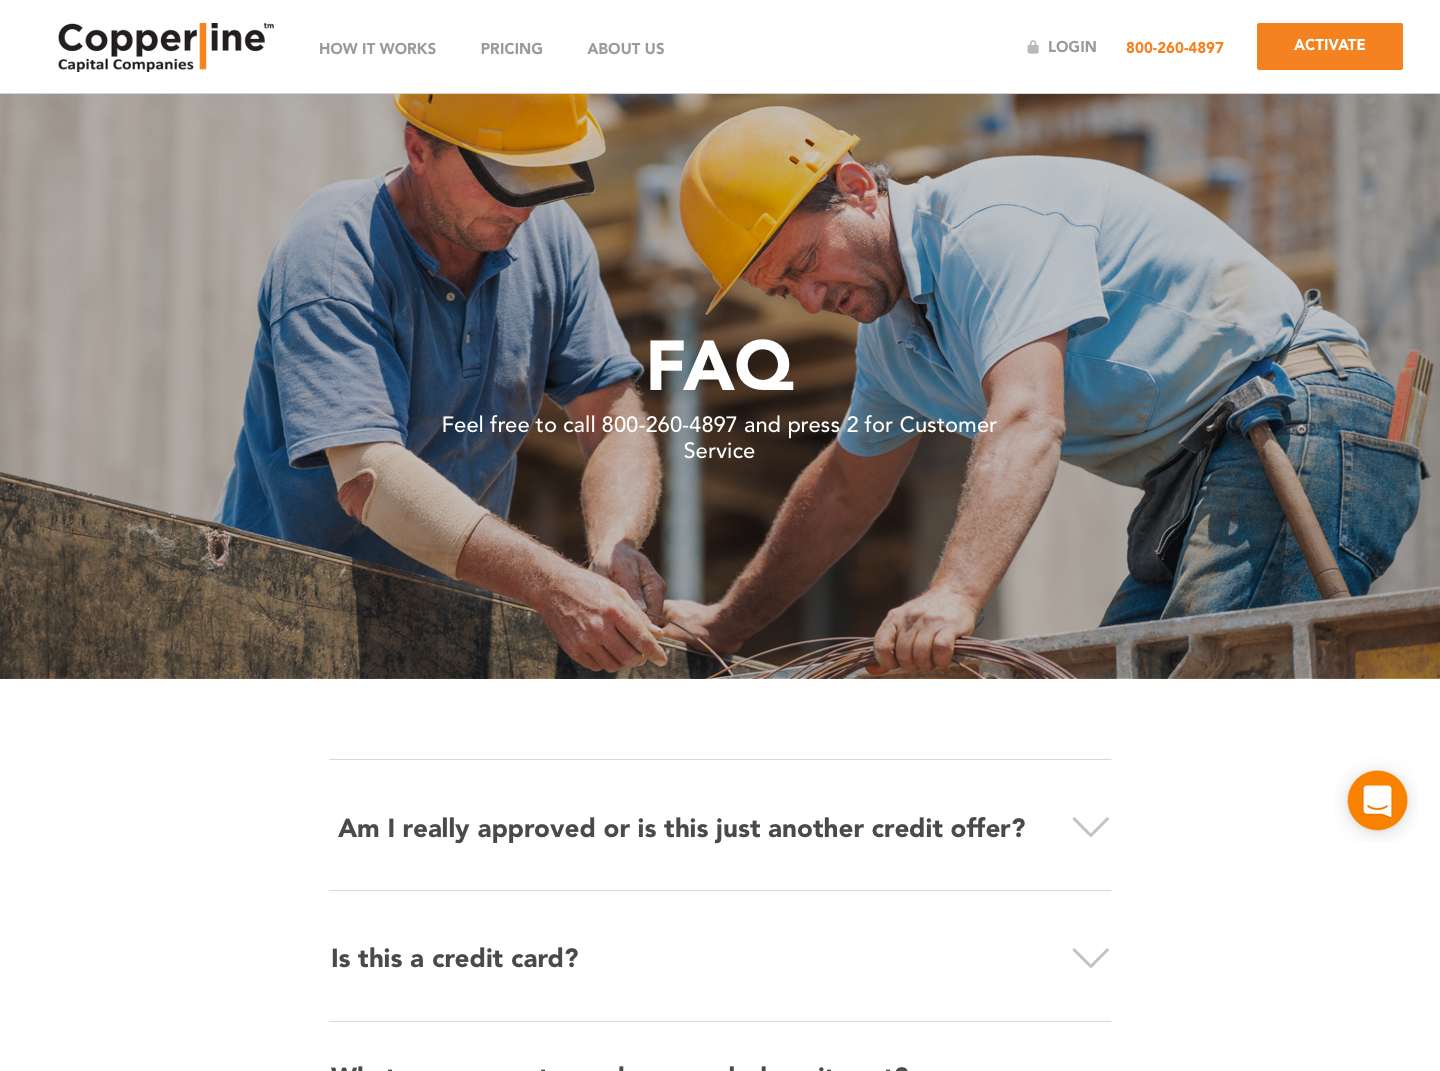 Copperline™
Capital Companies
HOW IT WORKS
PRICING
ABOUT US
LOGIN
800-260-4897
ACTIVATE
FAQ
Feel free to call 800-260-4897 and press 2 for Customer
Service
Am I really approved or is this just another credit offer?
Is this a credit card?